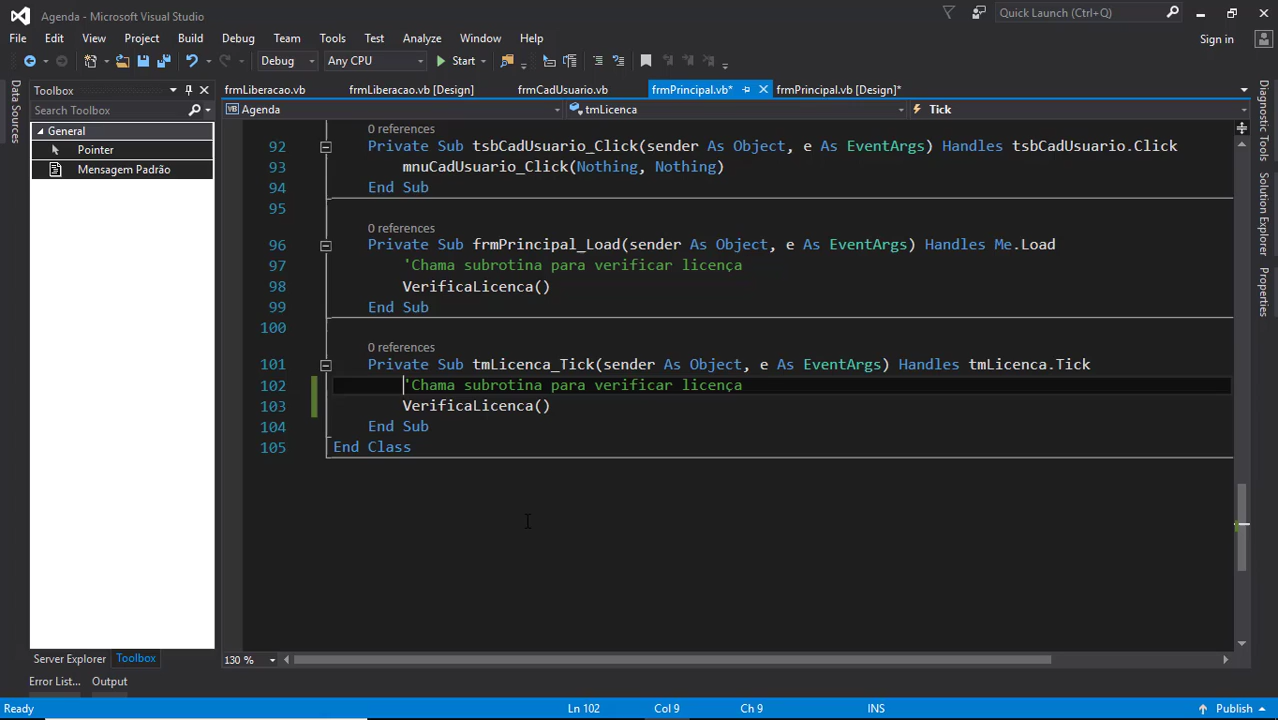 Agenda - Microsoft Visual Studio
Quick Launch (Ctrl+Q)
File Edit View Project Build Debug Team Tools Test Analyze Window Help
Sign in
Debug Any CPU Start
Data Sources
Toolbox
Search Toolbox
General
Pointer
Mensagem Padrão
frmLiberacao.vb frmLiberacao.vb [Design] frmCadUsuario.vb frmPrincipal.vb* frmPrincipal.vb [Design]*
VB Agenda tmLicenca Tick
0 references
92 Private Sub tsbCadUsuario_Click(sender As Object, e As EventArgs) Handles tsbCadUsuario.Click
93 mnuCadUsuario_Click(Nothing, Nothing)
94 End Sub
95
0 references
96 Private Sub frmPrincipal_Load(sender As Object, e As EventArgs) Handles Me.Load
97 'Chama subrotina para verificar licença
98 VerificaLicenca()
99 End Sub
100
0 references
101 Private Sub tmLicenca_Tick(sender As Object, e As EventArgs) Handles tmLicenca.Tick
102 'Chama subrotina para verificar licença
103 VerificaLicenca()
104 End Sub
105 End Class
Diagnostic Tools
Solution Explorer
Properties
130 %
Server Explorer Toolbox
Error List... Output
Ready Ln 102 Col 9 Ch 9 INS Publish